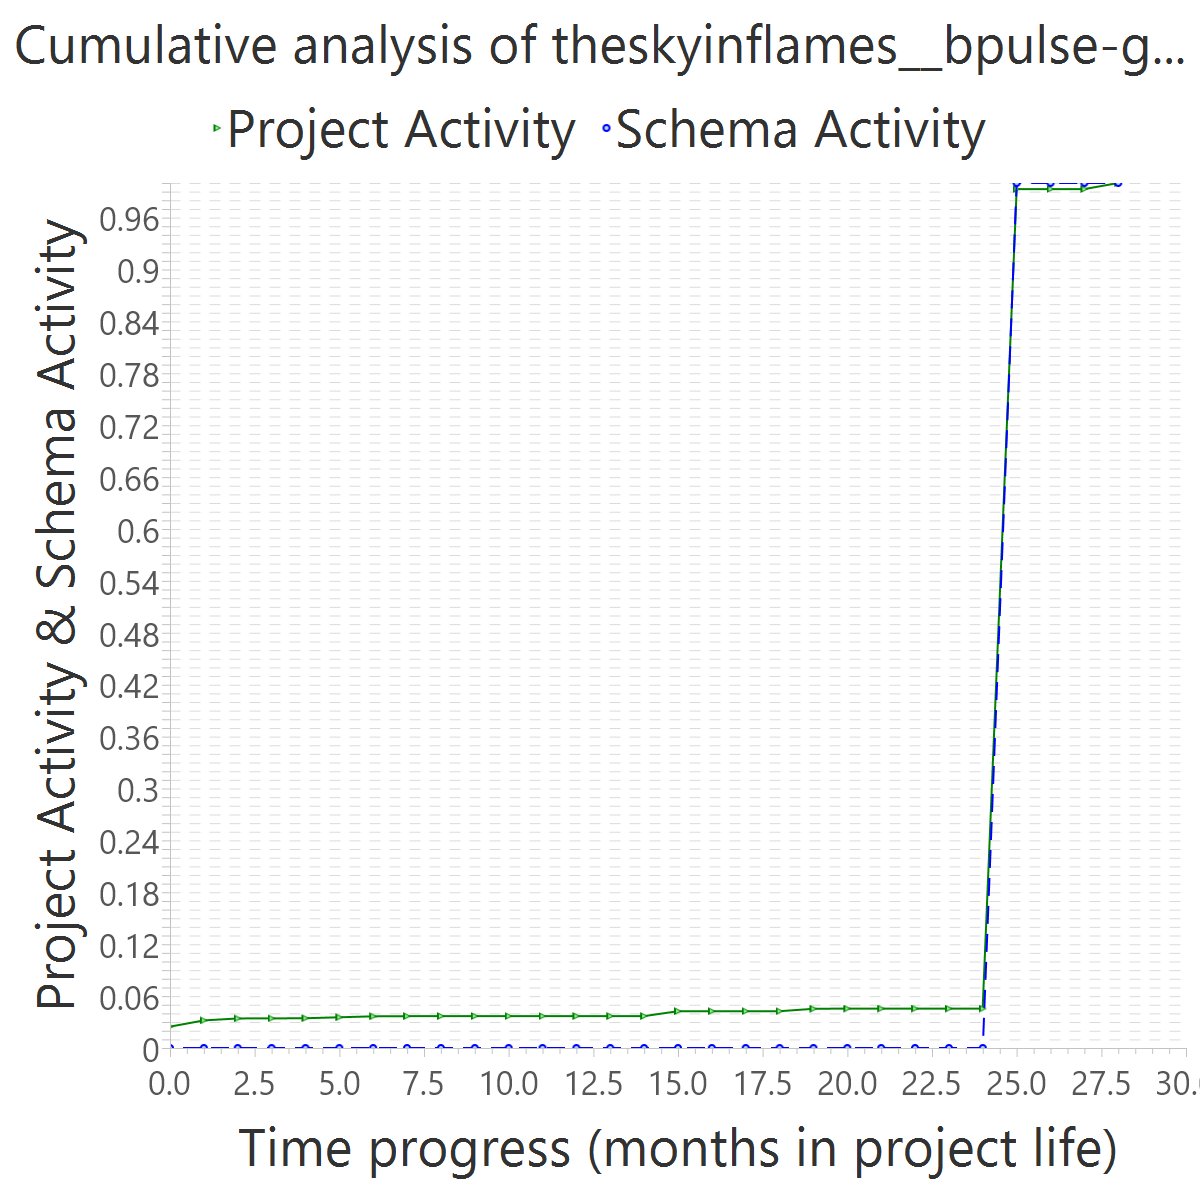 Cumulative analysis of theskyinflames__bpulse-g...
Project Activity
Schema Activity
Project Activity & Schema Activity
0.96
0.9
0.84
0.78
0.72
0.66
0.6
0.54
0.48
0.42
0.36
0.3
0.24
0.18
0.12
0.06
0
0.0 2.5 5.0 7.5 10.0 12.5 15.0 17.5 20.0 22.5 25.0 27.5 30.
Time progress (months in project life)